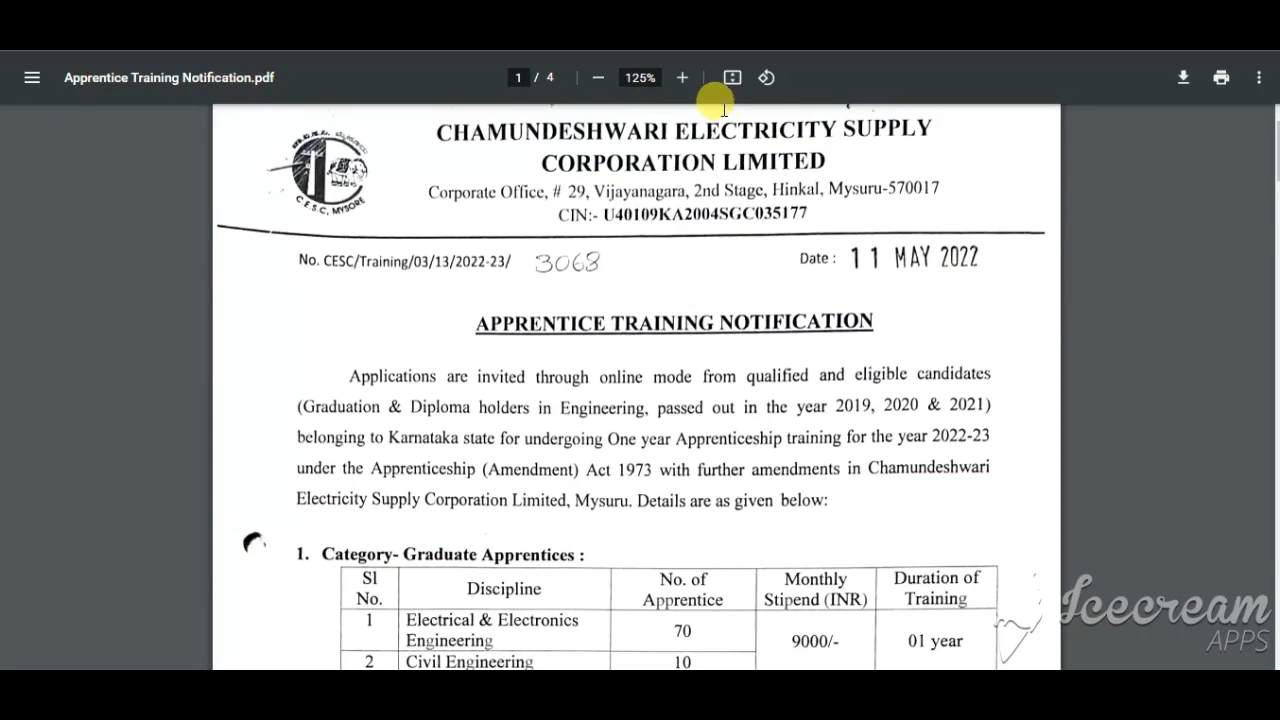 Apprentice Training Notification.pdf
1 / 4
125%
CHAMUNDESHWARI ELECTRICITY SUPPLY
CORPORATION LIMITED
Corporate Office, # 29, Vijayanagara, 2nd Stage, Hinkal, Mysuru-570017
CIN:- U40109KA2004SGC035177
C.E.S.C, MYSORE
No. CESC/Training/03/13/2022-23/ 3068
Date : 11 MAY 2022
APPRENTICE TRAINING NOTIFICATION
Applications are invited through online mode from qualified and eligible candidates
(Graduation & Diploma holders in Engineering, passed out in the year 2019, 2020 & 2021)
belonging to Karnataka state for undergoing One year Apprenticeship training for the year 2022-23
under the Apprenticeship (Amendment) Act 1973 with further amendments in Chamundeshwari
Electricity Supply Corporation Limited, Mysuru. Details are as given below:
1. Category- Graduate Apprentices :
Sl No. Discipline No. of Apprentice Monthly Stipend (INR) Duration of Training
1 Electrical & Electronics Engineering 70 9000/- 01 year
2 Civil Engineering 10
Icecream
APPS